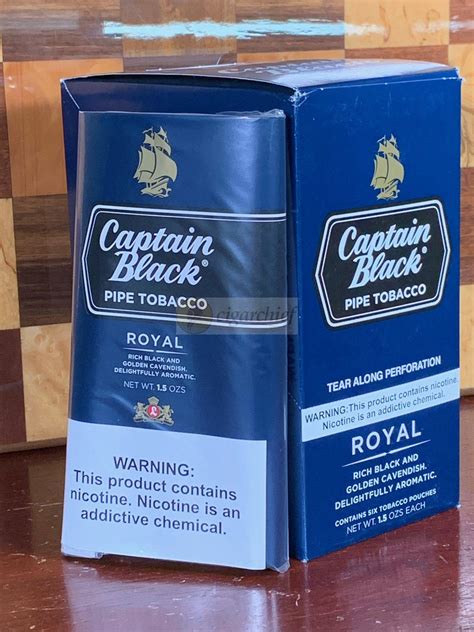 Captain
Black®
PIPE TOBACCO
ROYAL™
RICH BLACK AND
GOLDEN CAVENDISH.
DELIGHTFULLY AROMATIC.
NET WT. 1.5 OZS
L
WARNING:
This product contains
nicotine. Nicotine is an
addictive chemical.
Captain
Black®
PIPE TOBACCO
TEAR ALONG PERFORATION
WARNING:This product contains nicotine.
Nicotine is an addictive chemical.
ROYAL™
RICH BLACK AND
GOLDEN CAVENDISH.
DELIGHTFULLY AROMATIC.
CONTAINS SIX TOBACCO POUCHES
NET WT. 1.5 OZS EACH
cigarchief